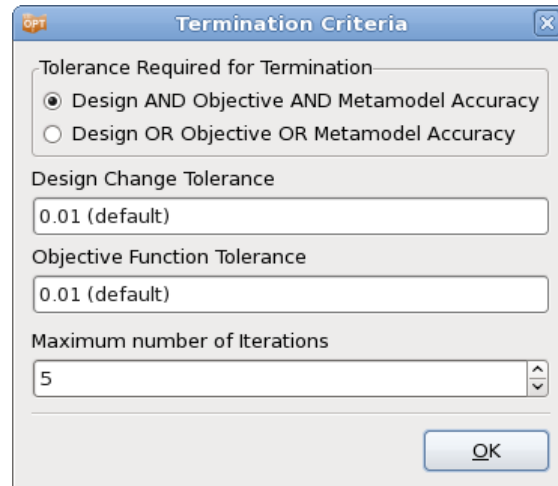 OPT Termination Criteria
Tolerance Required for Termination
Design AND Objective AND Metamodel Accuracy
Design OR Objective OR Metamodel Accuracy
Design Change Tolerance
0.01 (default)
Objective Function Tolerance
0.01 (default)
Maximum number of Iterations
5
OK